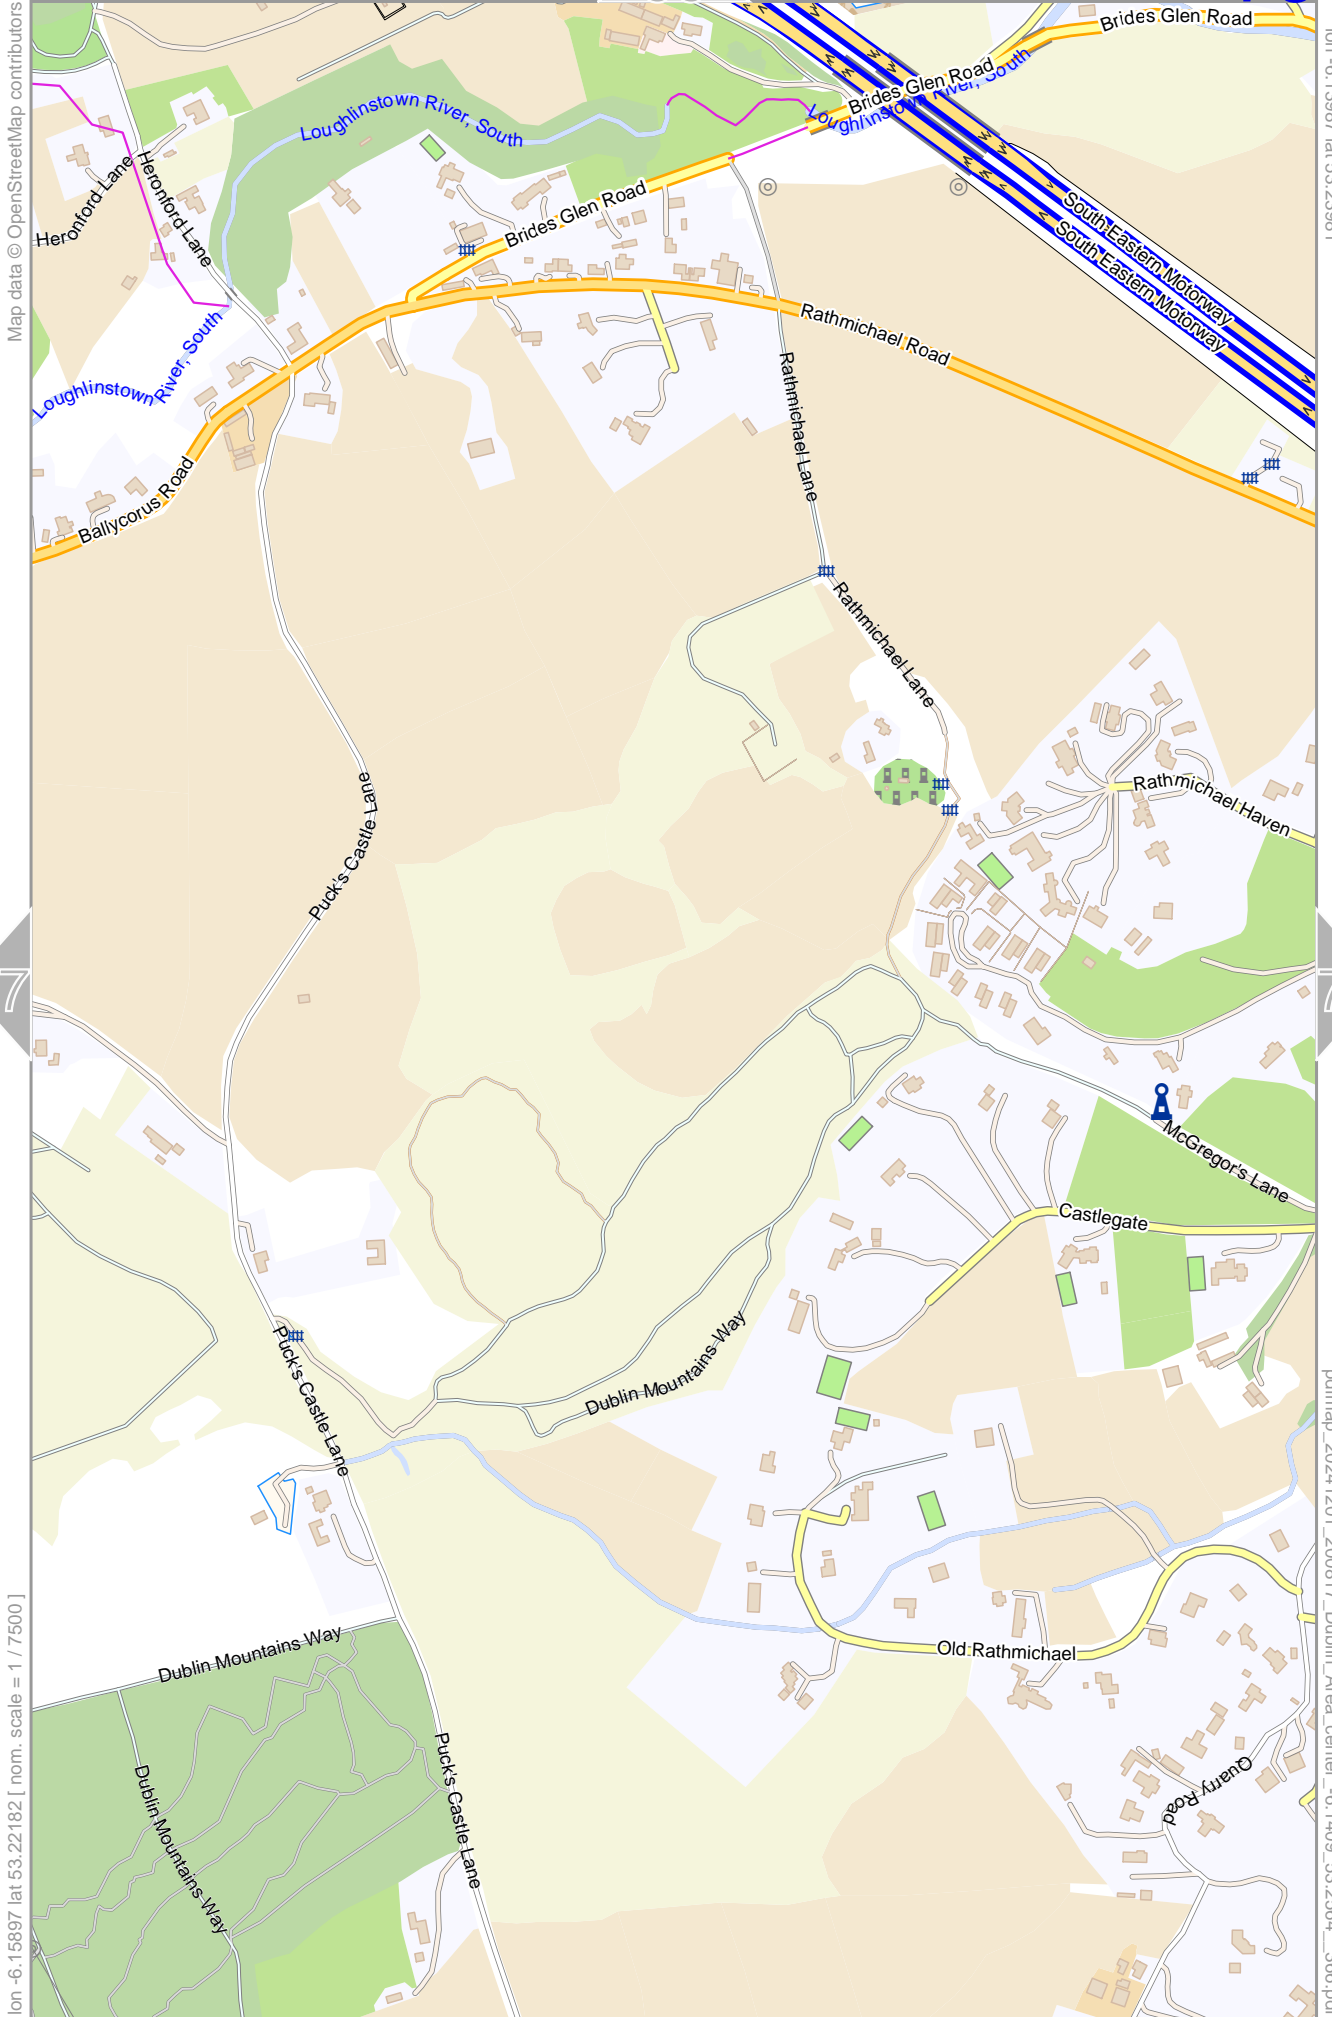 Brides Glen Road
Brides Glen Road
Loughlinstown River, South
Loughlinstown River, South
Heronford Lane
Heronford Lane
Brides Glen Road
South Eastern Motorway
South Eastern Motorway
Rathmichael Road
Loughlinstown River, South
Rathmichael Lane
Ballycorus Road
Rathmichael Lane
Rathmichael Haven
Puck's Castle Lane
7
7
McGregor's Lane
Castlegate
Puck's Castle Lane
Dublin Mountains Way
Dublin Mountains Way
Old Rathmichael
Puck's Castle Lane
Quarry Road
Dublin Mountains Way
Map data © OpenStreetMap contributors
lon -6.15897 lat 53.22182 [ nom. scale = 1 / 7500 ]